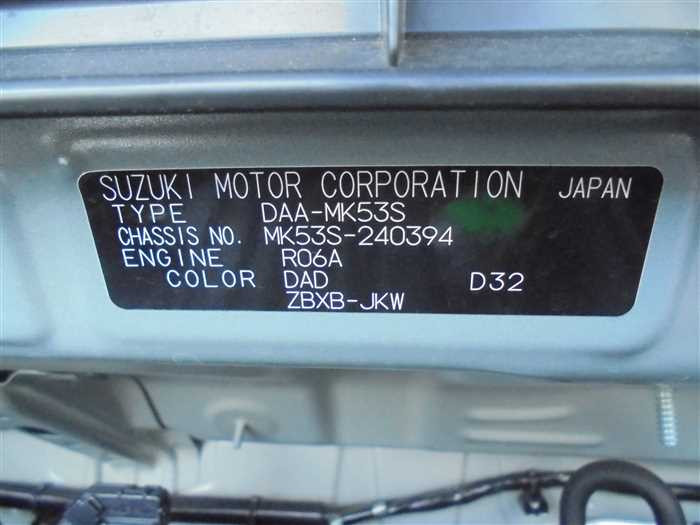 SUZUKI MOTOR CORPORATION JAPAN
TYPE DAA-MK53S
CHASSIS NO. MK53S-240394
ENGINE R06A
COLOR DAD D32
ZBXB-JKW